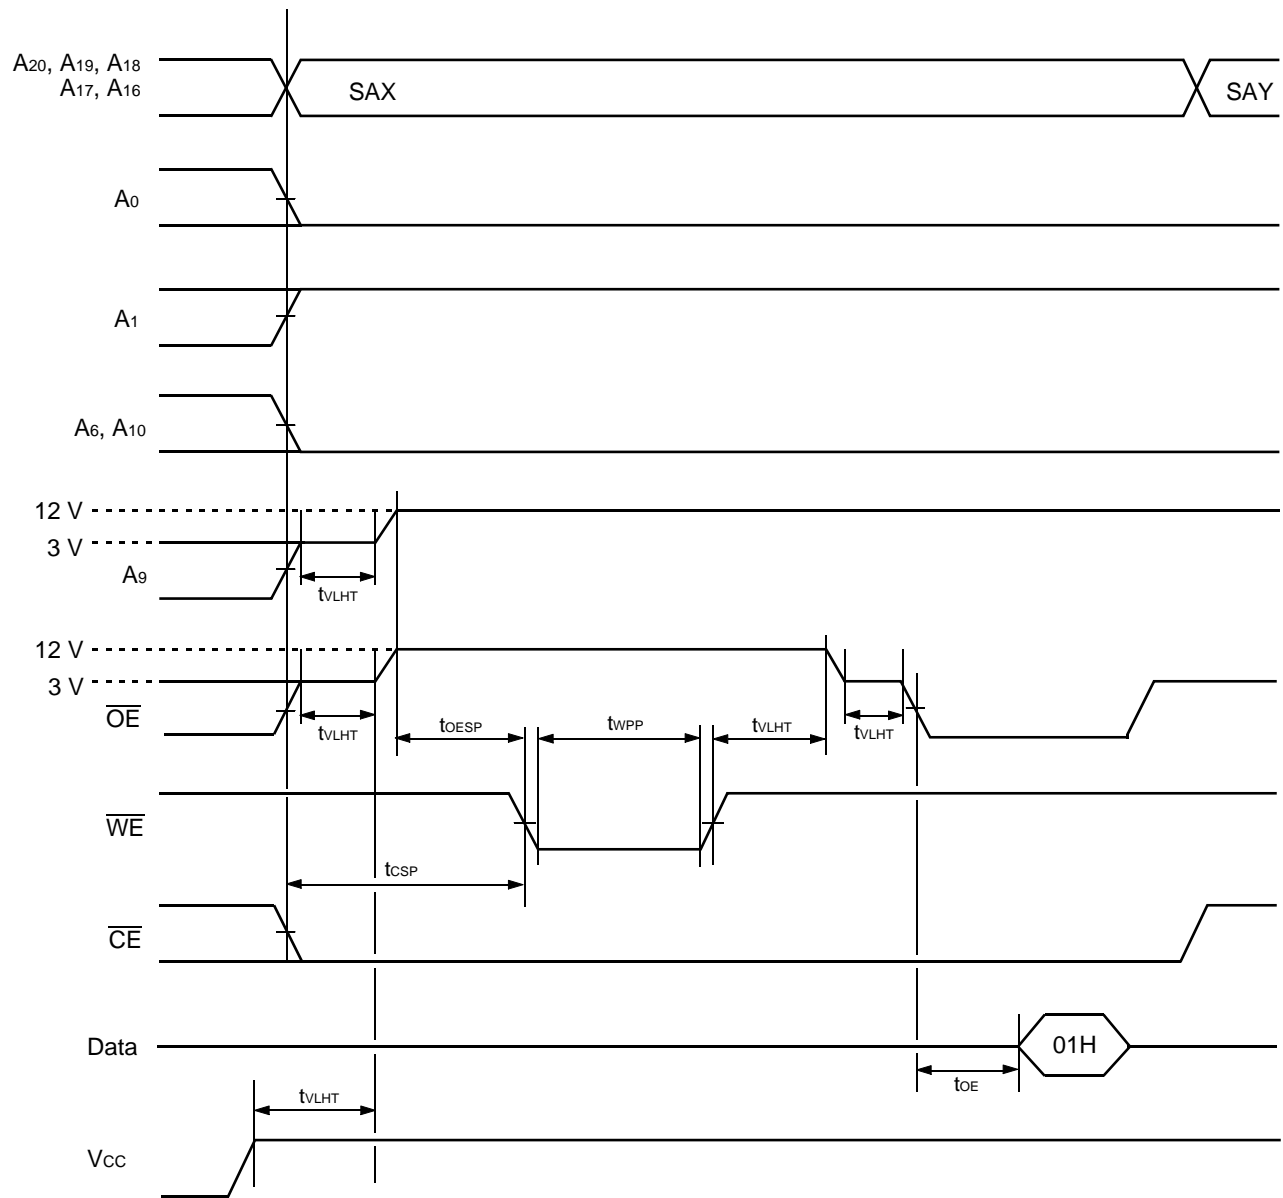 A20, A19, A18
A17, A16
SAX
SAY
A0
A1
A6, A10
12 V
3 V
A9
tVLHT
12 V
3 V
OE
tVLHT
tOESP
tWPP
tVLHT
tVLHT
WE
tCSP
CE
Data
01H
tOE
tVLHT
VCC